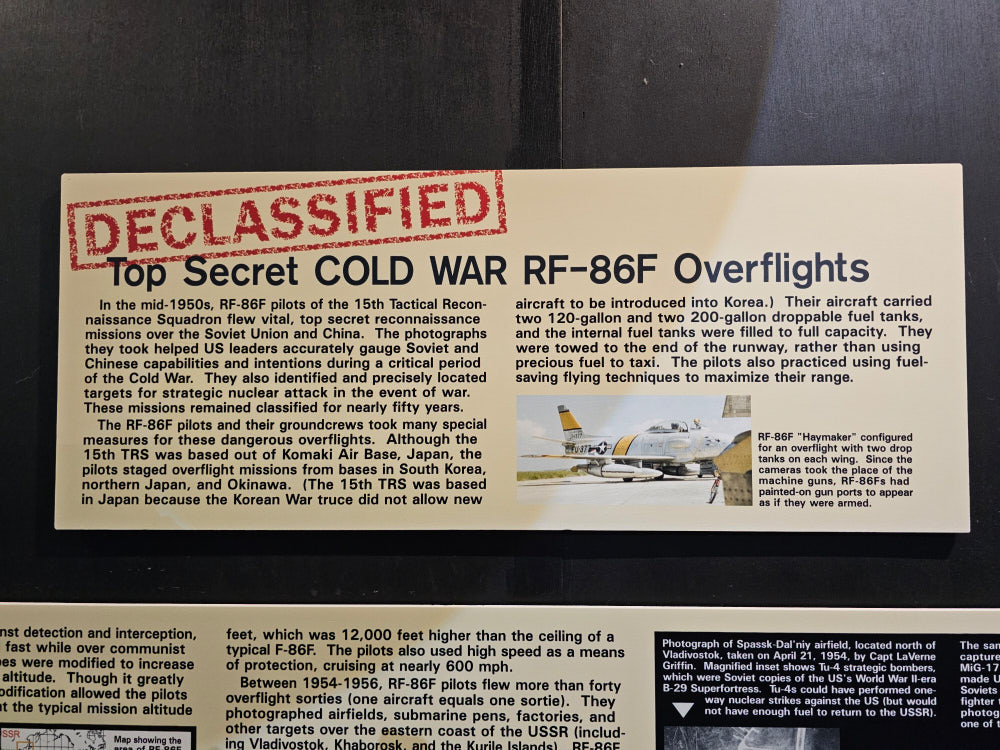 DECLASSIFIED
Top Secret COLD WAR RF-86F Overflights
In the mid-1950s, RF-86F pilots of the 15th Tactical Recon-
naissance Squadron flew vital, top secret reconnaissance
missions over the Soviet Union and China. The photographs
they took helped US leaders accurately gauge Soviet and
Chinese capabilities and intentions during a critical period
of the Cold War. They also identified and precisely located
targets for strategic nuclear attack in the event of war.
These missions remained classified for nearly fifty years.
The RF-86F pilots and their groundcrews took many special
measures for these dangerous overflights. Although the
15th TRS was based out of Komaki Air Base, Japan, the
pilots staged overflight missions from bases in South Korea,
northern Japan, and Okinawa. (The 15th TRS was based
in Japan because the Korean War truce did not allow new
aircraft to be introduced into Korea.) Their aircraft carried
two 120-gallon and two 200-gallon droppable fuel tanks,
and the internal fuel tanks were filled to full capacity. They
were towed to the end of the runway, rather than using
precious fuel to taxi. The pilots also practiced using fuel-
saving flying techniques to maximize their range.
RF-86F "Haymaker" configured
for an overflight with two drop
tanks on each wing. Since the
cameras took the place of the
machine guns, RF-86Fs had
painted-on gun ports to appear
as if they were armed.
nst detection and interception,
fast while over communist
es were modified to increase
altitude. Though it greatly
odification allowed the pilots
at the typical mission altitude
SSR
Map showing the
area of RF-86F
feet, which was 12,000 feet higher than the ceiling of a
typical F-86F. The pilots also used high speed as a means
of protection, cruising at nearly 600 mph.
Between 1954-1956, RF-86F pilots flew more than forty
overflight sorties (one aircraft equals one sortie). They
photographed airfields, submarine pens, factories, and
other targets over the eastern coast of the USSR (includ-
ing Vladivostok, Khaborosk, and the Kurile Islands). RF-86F
Photograph of Spassk-Dal'niy airfield, located north of
Vladivostok, taken on April 21, 1954, by Capt LaVerne
Griffin. Magnified inset shows Tu-4 strategic bombers,
which were Soviet copies of the US's World War II-era
B-29 Superfortress. Tu-4s could have performed one-
way nuclear strikes against the US (but would
not have enough fuel to return to the USSR).
The sam
capture
MiG-17
made U
Soviets
fighter
photog
one of t